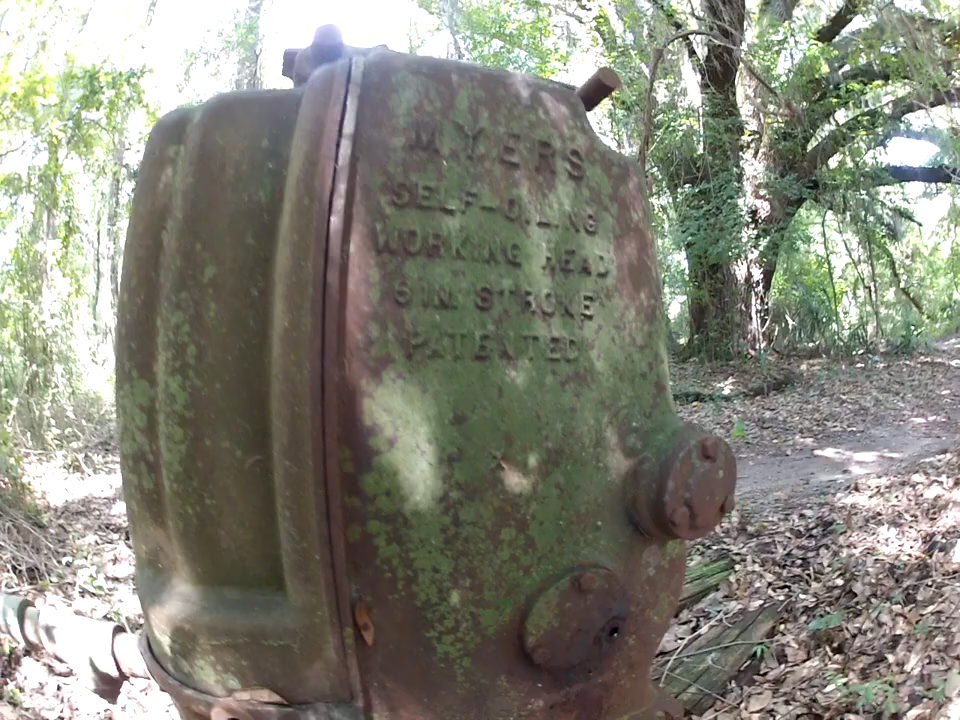 MYERS
SELF-OILING
WORKING HEAD
5 IN. STROKE
PATENTED